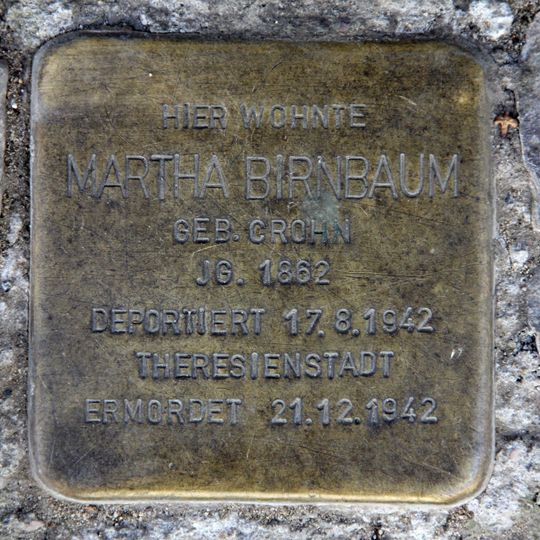 HIER WOHNTE
MARTHA BIRNBAUM
GEB. CROHN
JG. 1862
DEPORTIERT 17.8.1942
THERESIENSTADT
ERMORDET 21.12.1942